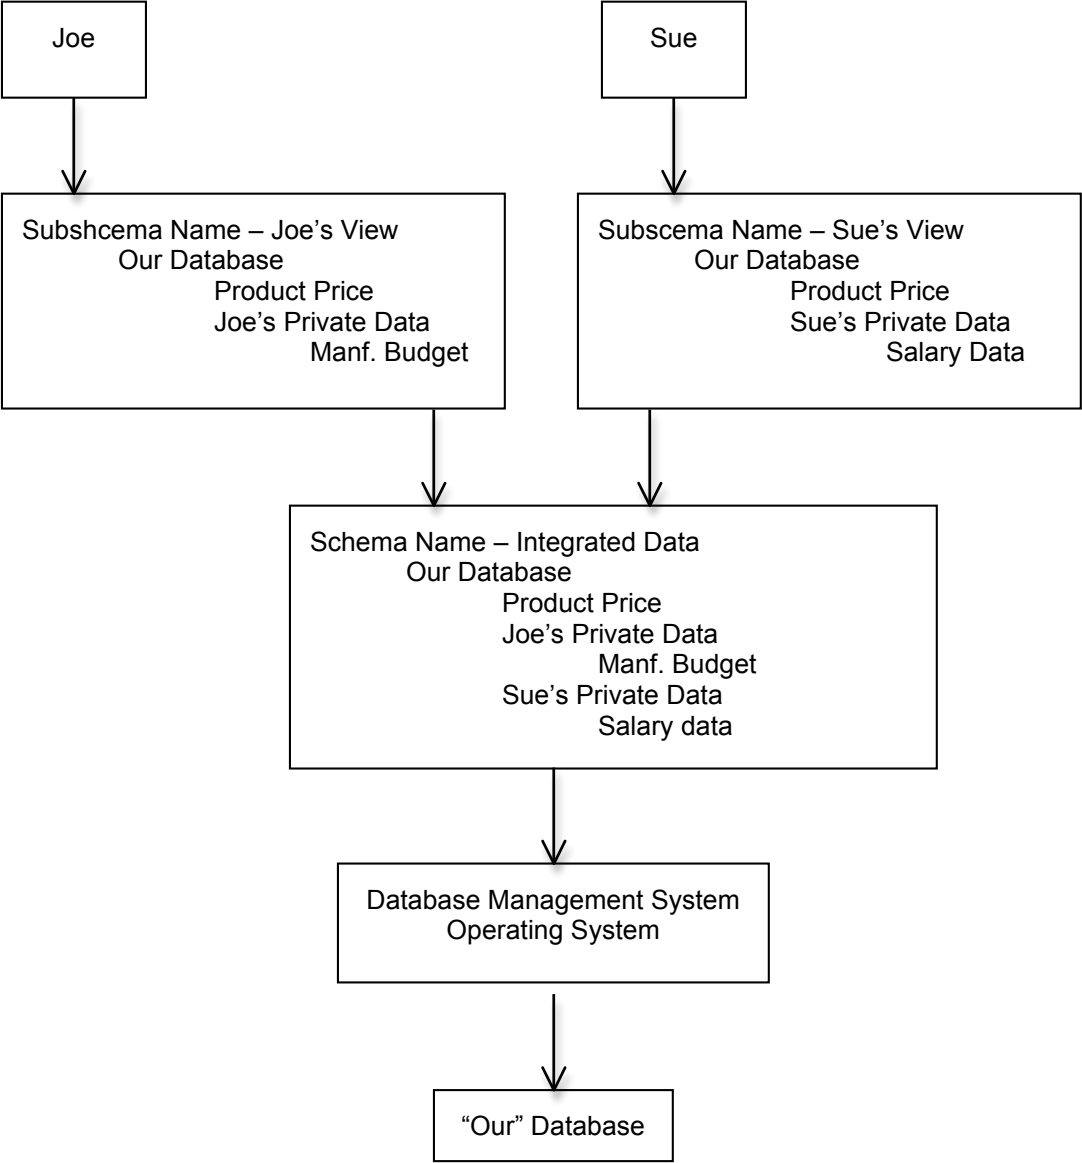 Joe
Sue
Subshcema Name – Joe’s View
Our Database
Product Price
Joe’s Private Data
Manf. Budget
Subscema Name – Sue’s View
Our Database
Product Price
Sue’s Private Data
Salary Data
Schema Name – Integrated Data
Our Database
Product Price
Joe’s Private Data
Manf. Budget
Sue’s Private Data
Salary data
Database Management System
Operating System
“Our” Database